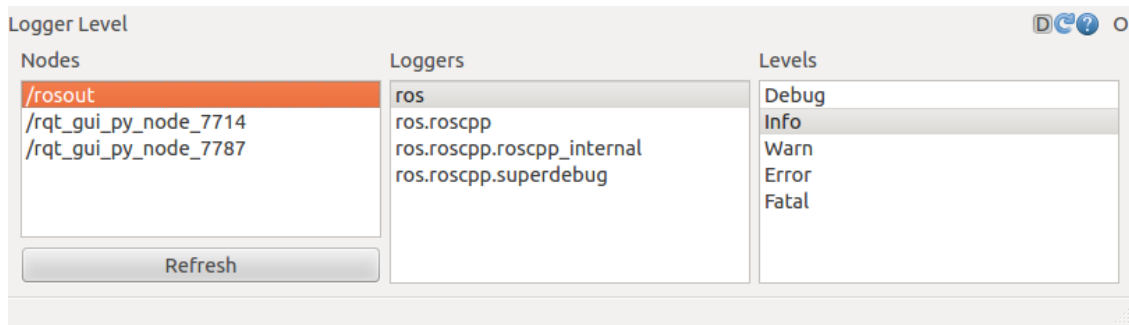 Logger Level
D ? O
Nodes
/rosout
/rqt_gui_py_node_7714
/rqt_gui_py_node_7787
Refresh
Loggers
ros
ros.roscpp
ros.roscpp.roscpp_internal
ros.roscpp.superdebug
Levels
Debug
Info
Warn
Error
Fatal